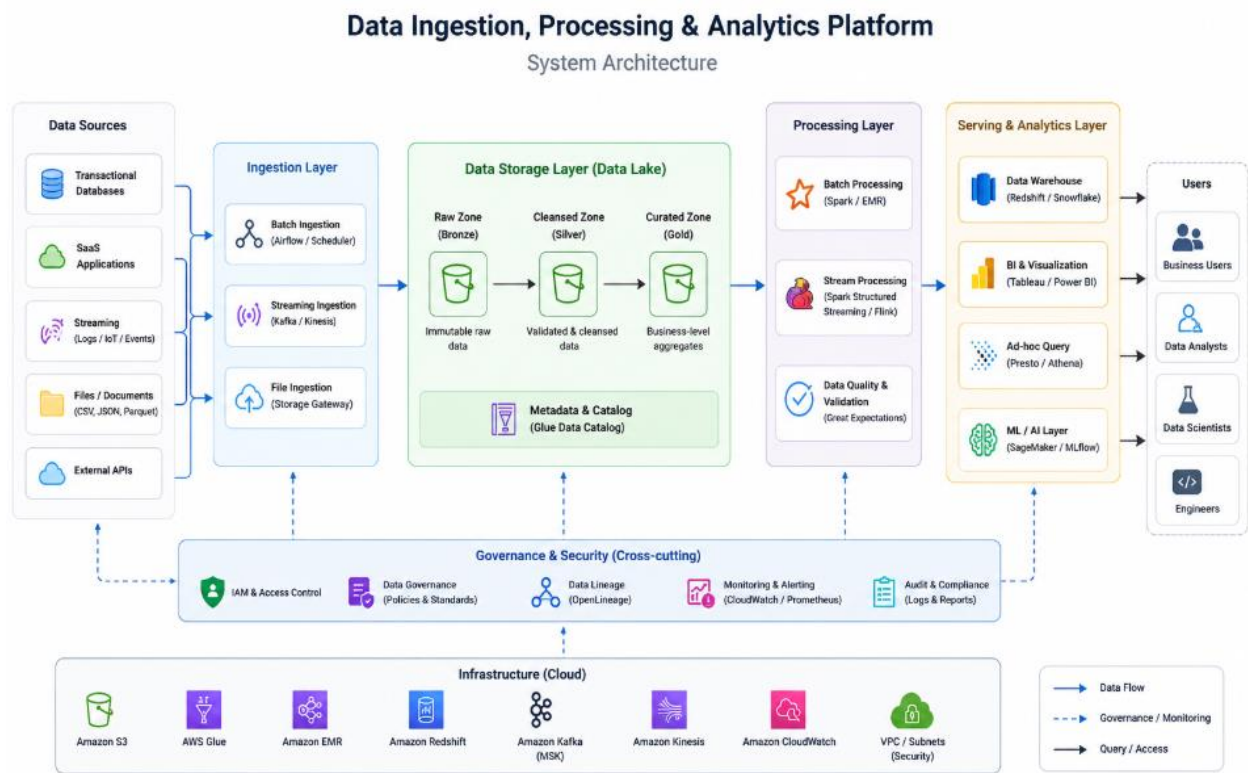 Data Ingestion, Processing & Analytics Platform
System Architecture
Data Sources
Transactional
Databases
SaaS
Applications
Streaming
(Logs / IoT / Events)
Files / Documents
(CSV, JSON, Parquet)
External APIs
Ingestion Layer
Batch Ingestion
(Airflow / Scheduler)
Streaming Ingestion
(Kafka / Kinesis)
File Ingestion
(Storage Gateway)
Data Storage Layer (Data Lake)
Raw Zone
(Bronze)
Immutable raw
data
Cleansed Zone
(Silver)
Validated & cleansed
data
Curated Zone
(Gold)
Business-level
aggregates
Metadata & Catalog
(Glue Data Catalog)
Processing Layer
Batch Processing
(Spark / EMR)
Stream Processing
(Spark Structured
Streaming / Flink)
Data Quality &
Validation
(Great Expectations)
Serving & Analytics Layer
Data Warehouse
(Redshift / Snowflake)
BI & Visualization
(Tableau / Power BI)
Ad-hoc Query
(Presto / Athena)
ML / AI Layer
(SageMaker / MLflow)
Users
Business Users
Data Analysts
Data Scientists
</>
Engineers
Governance & Security (Cross-cutting)
IAM & Access Control
Data Governance
(Policies & Standards)
Data Lineage
(OpenLineage)
Monitoring & Alerting
(CloudWatch / Prometheus)
Audit & Compliance
(Logs & Reports)
Infrastructure (Cloud)
Amazon S3
AWS Glue
Amazon EMR
Amazon Redshift
Amazon Kafka
(MSK)
Amazon Kinesis
Amazon CloudWatch
VPC / Subnets
(Security)
Data Flow
Governance / Monitoring
Query / Access